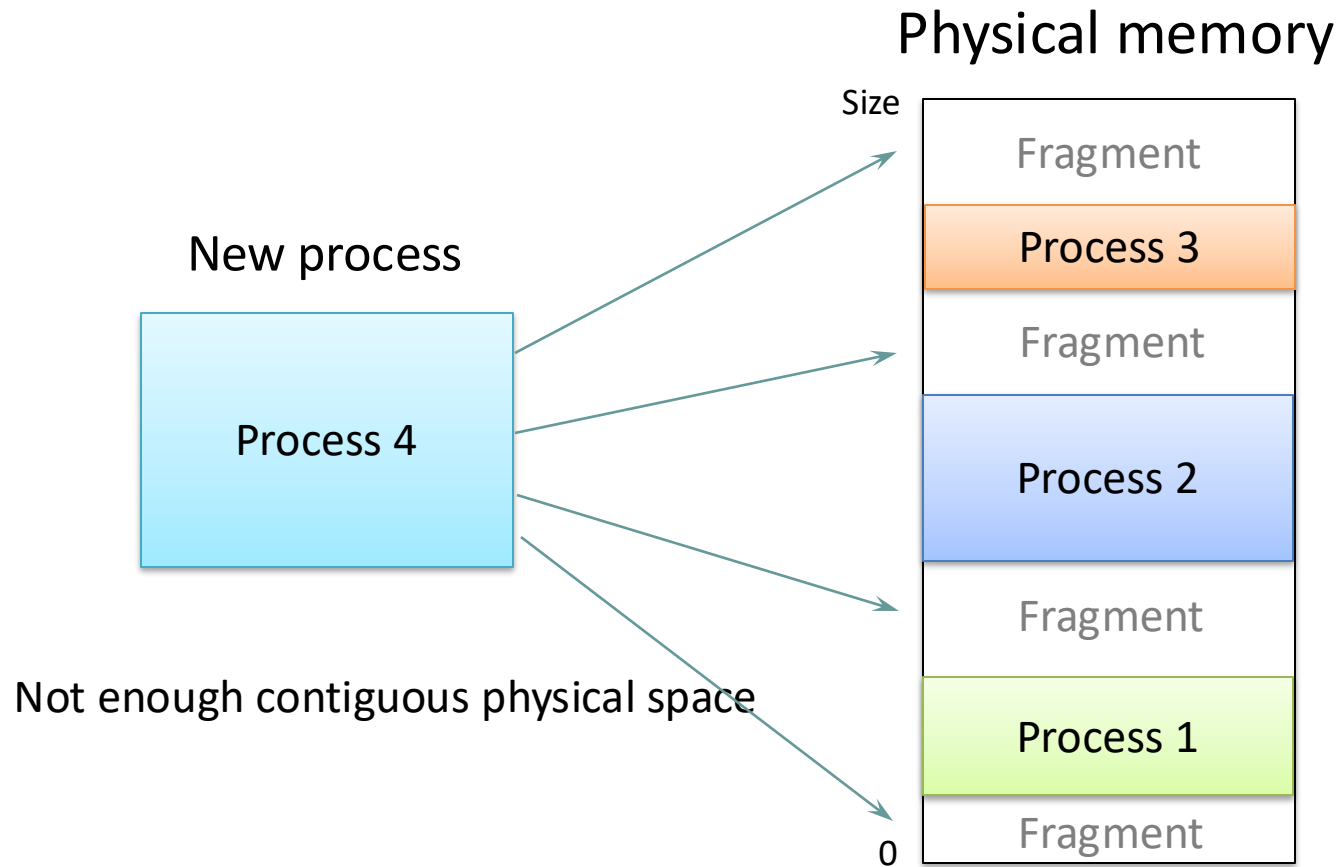 Physical memory
Size
Fragment
Process 3
New process
Fragment
Process 4
Process 2
Fragment
Not enough contiguous physical space
Process 1
Fragment
0